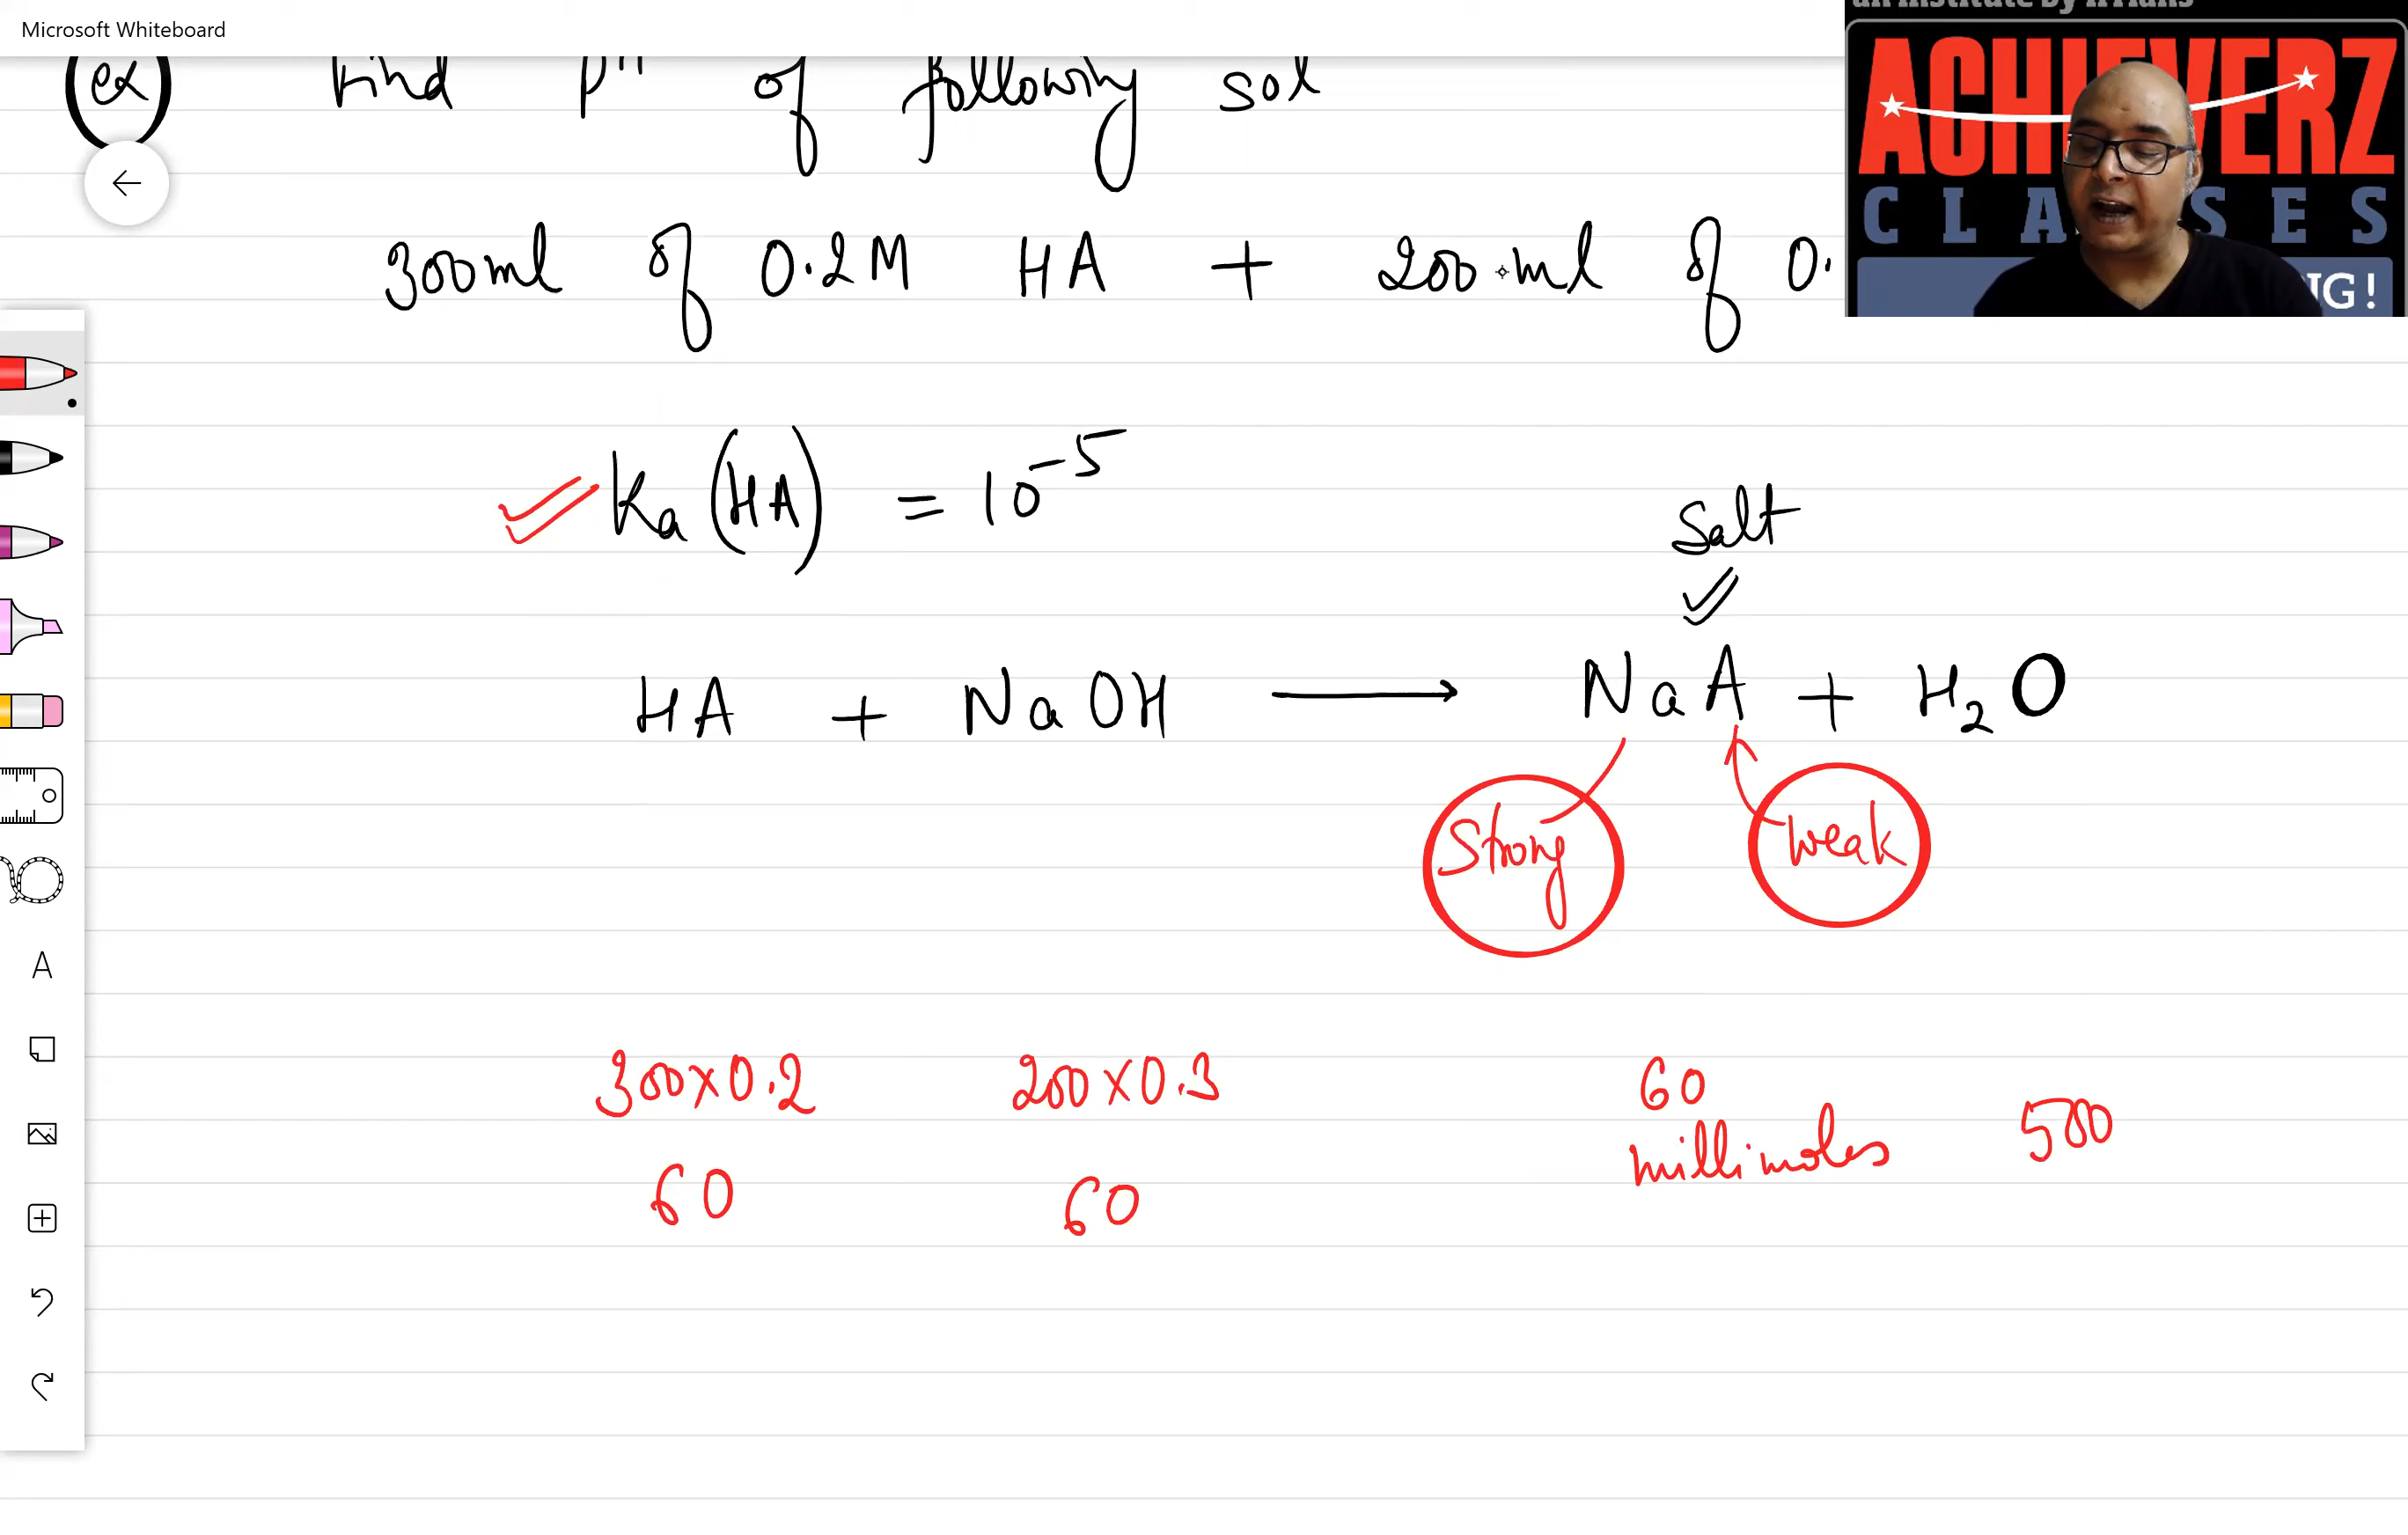 Microsoft Whiteboard
ex Find pH of following sol
300ml of 0.2M HA + 200 ml of 0.
ACHIEVERZ
CLASSES
NG!
Ka (HA) = 10⁻⁵
Salt
HA + NaOH ⟶ NaA + H₂O
Strong weak
300×0.2 200×0.3 60 millimoles 500
60 60
A